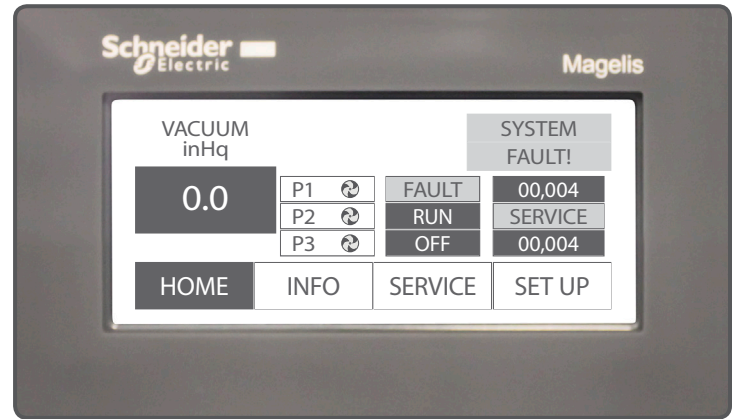 Schneider
Electric
Magelis
VACUUM
inHq
SYSTEM
FAULT!
0.0
P1 FAULT 00,004
P2 RUN SERVICE
P3 OFF 00,004
HOME INFO SERVICE SET UP